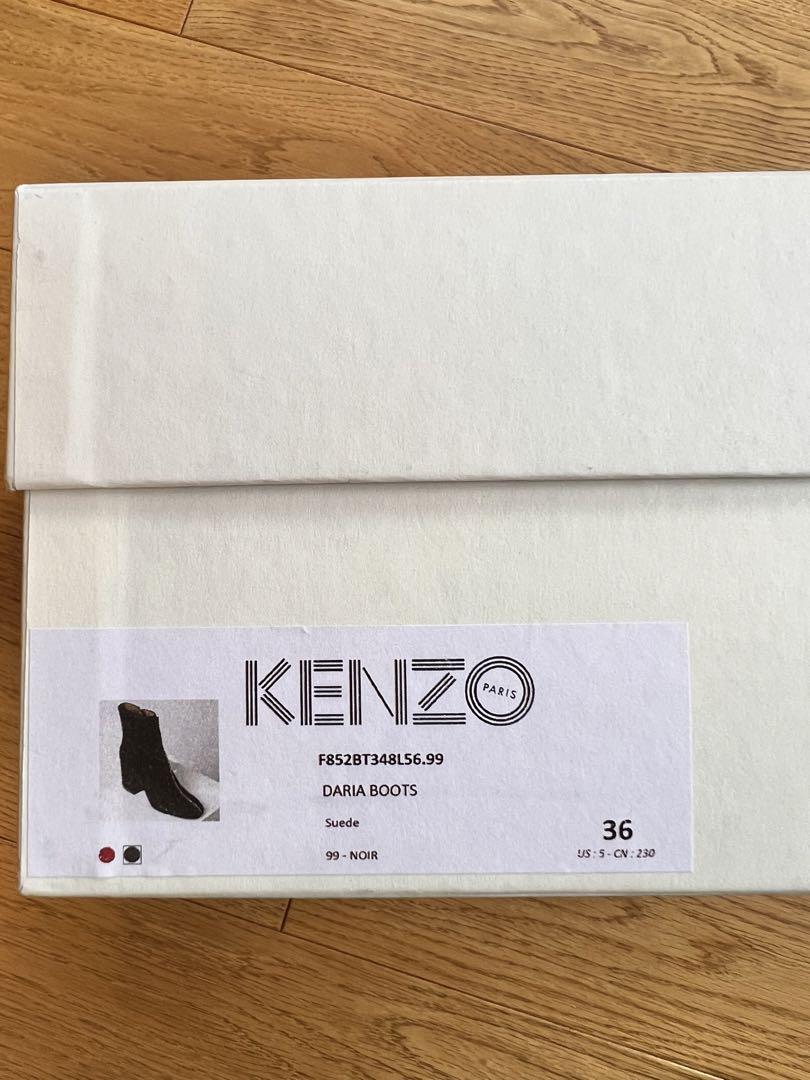 KENZO PARIS
F852BT348L56.99
DARIA BOOTS
Suede
99 - NOIR
36
US : 5 - CN : 230